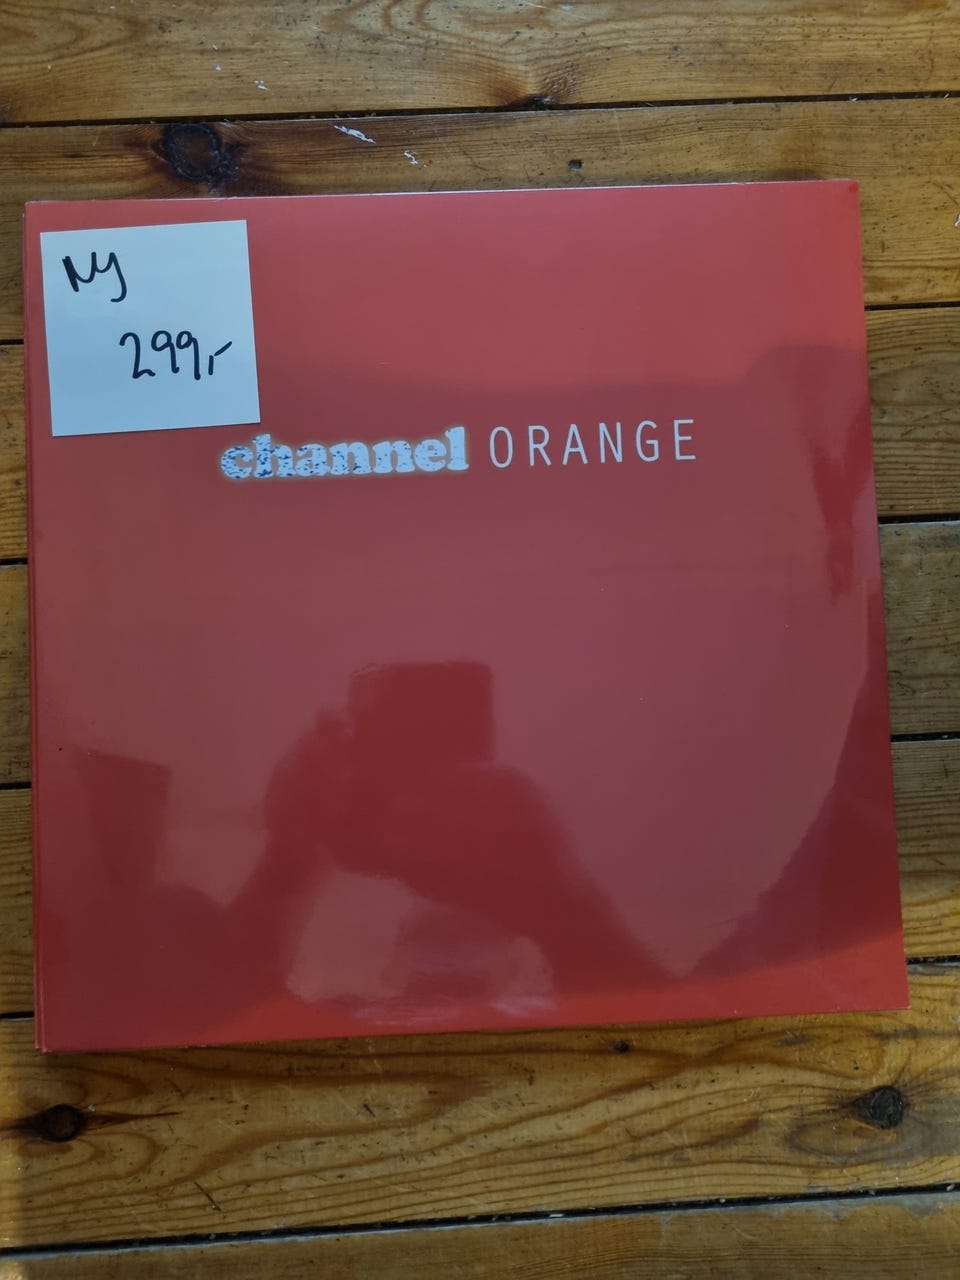 Ny
299,-
channel ORANGE